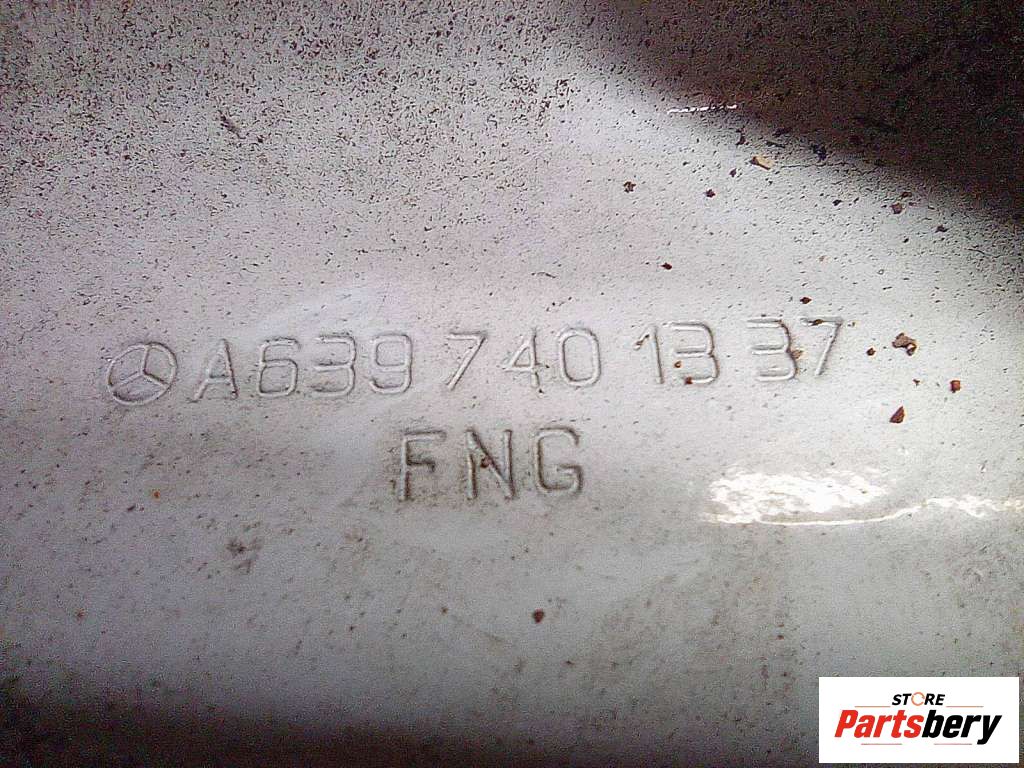 A639 740 13 37
FNG
STORE
Partsbery